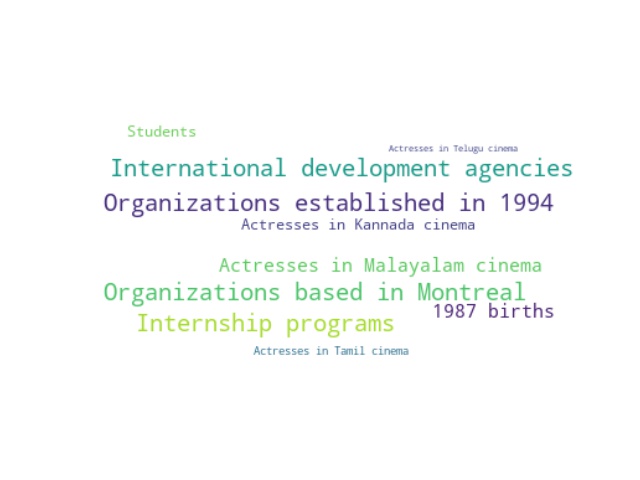 Students
Actresses in Telugu cinema
International development agencies
Organizations established in 1994
Actresses in Kannada cinema
Actresses in Malayalam cinema
Organizations based in Montreal
1987 births
Internship programs
Actresses in Tamil cinema